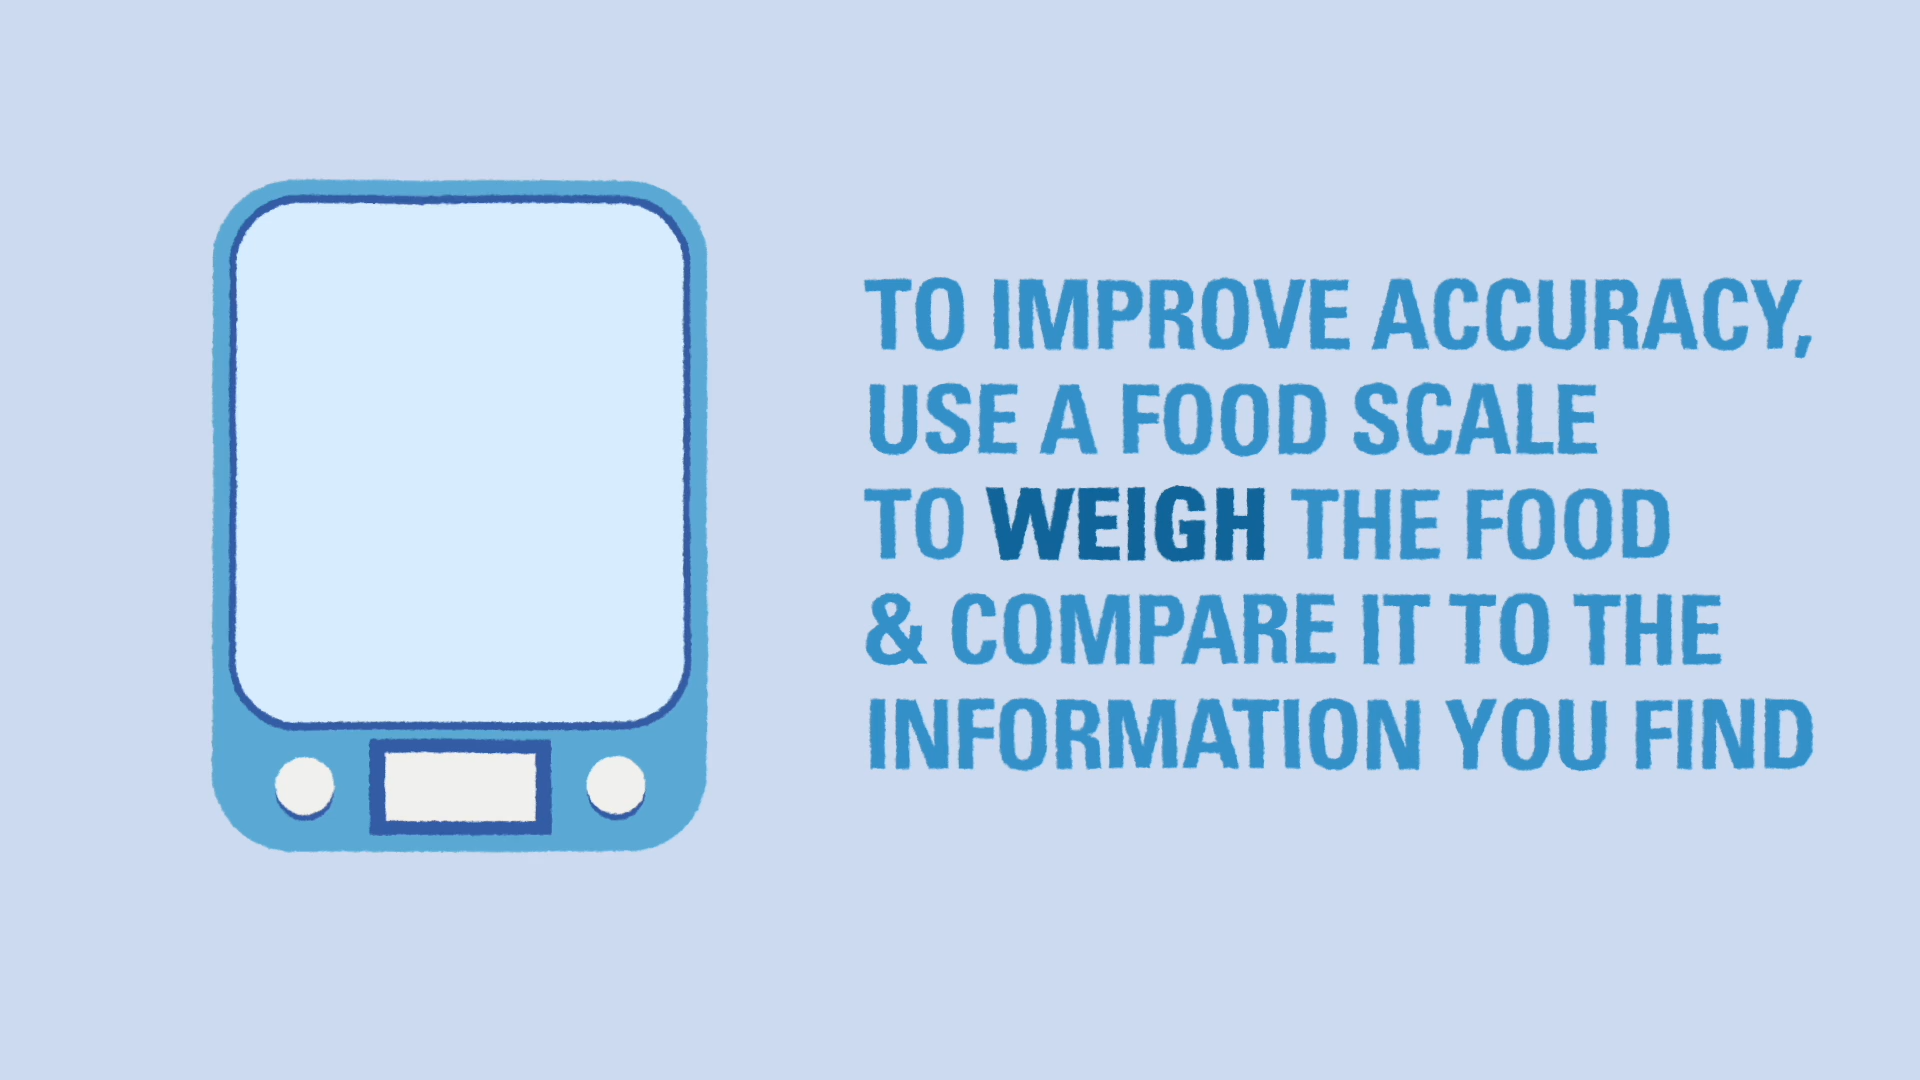 TO IMPROVE ACCURACY,
USE A FOOD SCALE
TO WEIGH THE FOOD
& COMPARE IT TO THE
INFORMATION YOU FIND